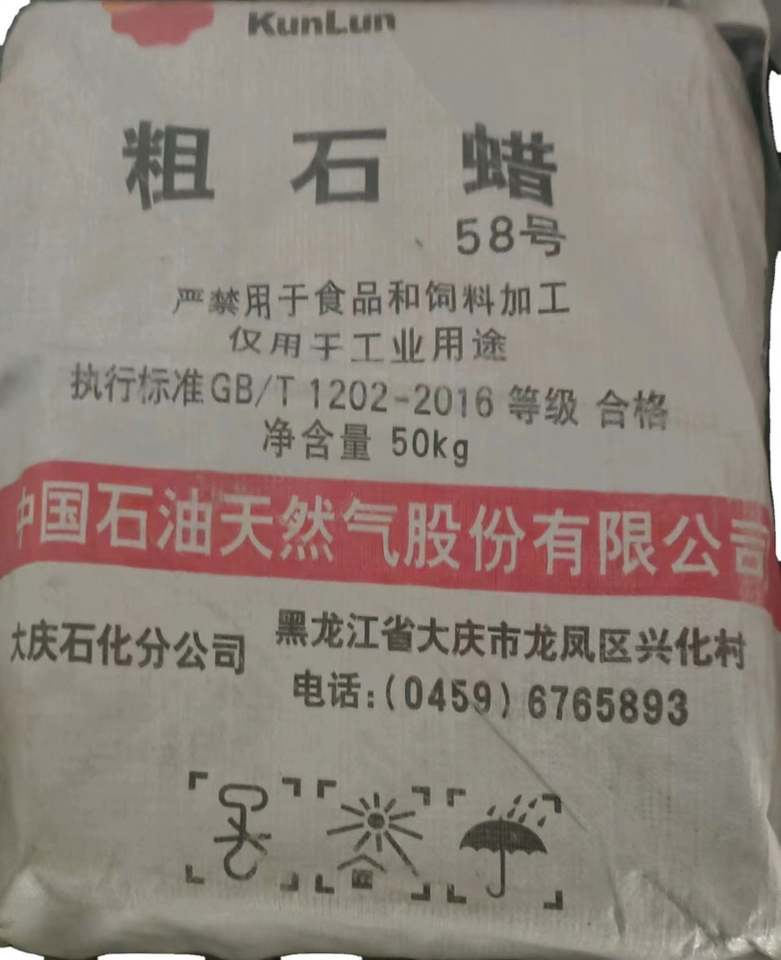 KunLun
粗石蜡
58号
严禁用于食品和饲料加工
仅用于工业用途
执行标准GB/T 1202-2016 等级 合格
净含量 50kg
中国石油天然气股份有限公司
大庆石化分公司
黑龙江省大庆市龙凤区兴化村
电话:(0459) 6765893